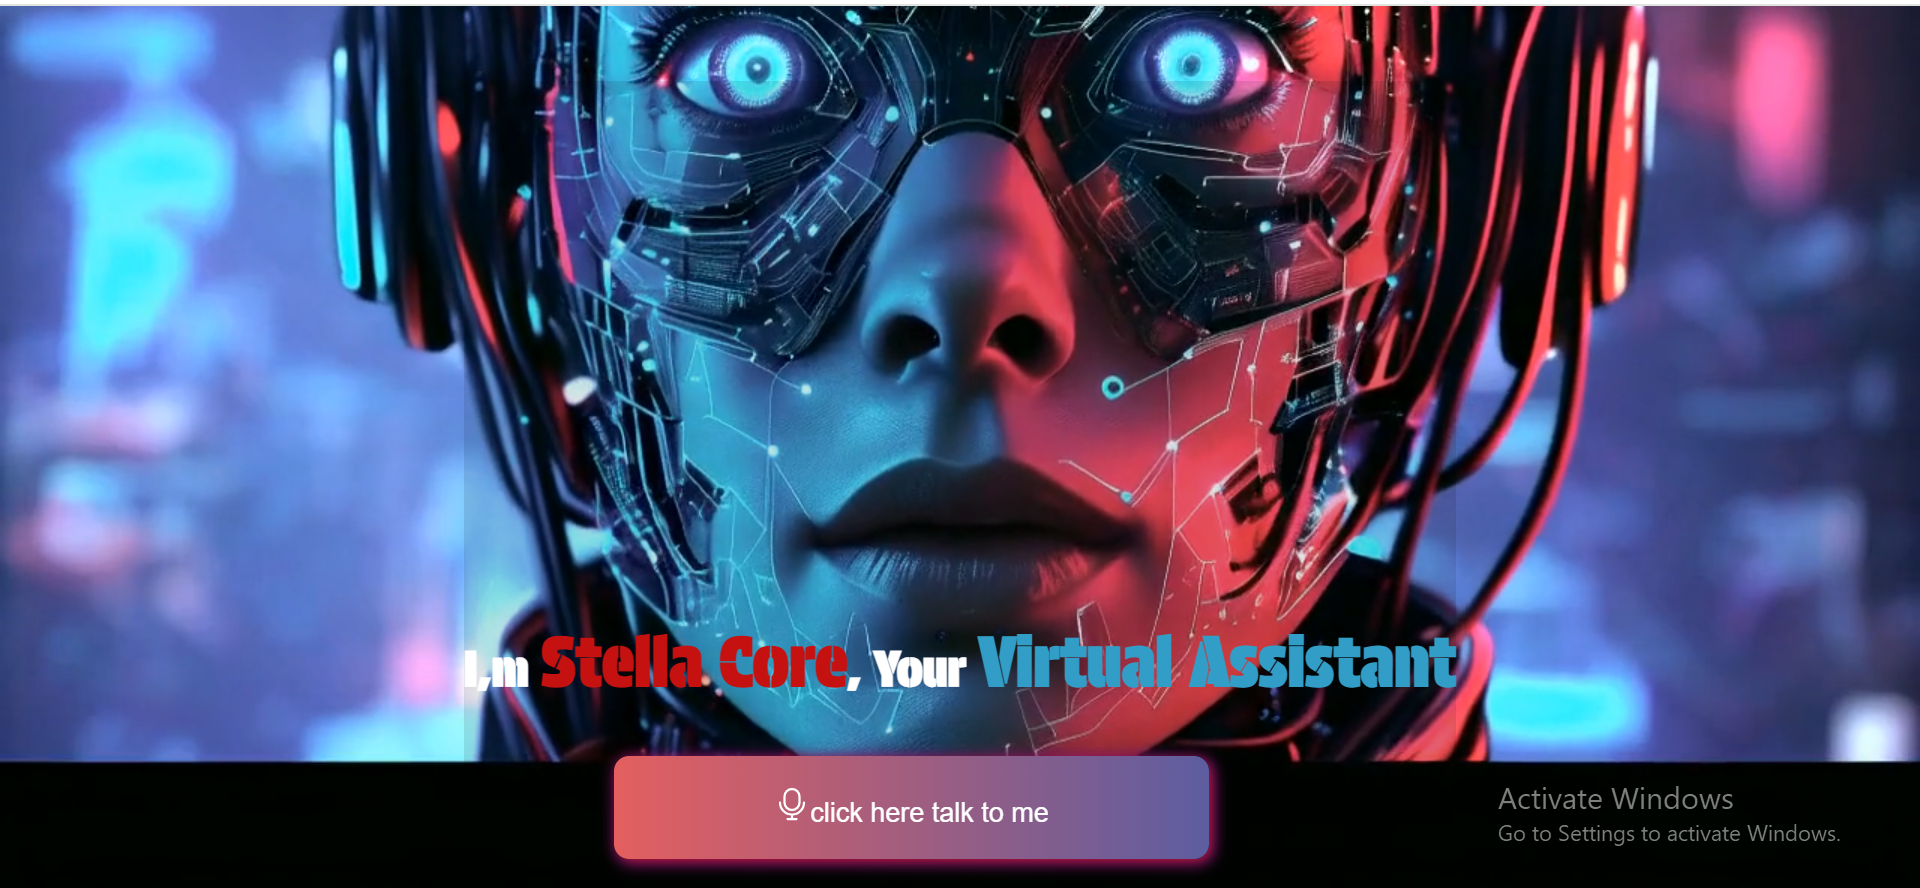 I,m Stella Core, Your Virtual Assistant
click here talk to me
Activate Windows
Go to Settings to activate Windows.